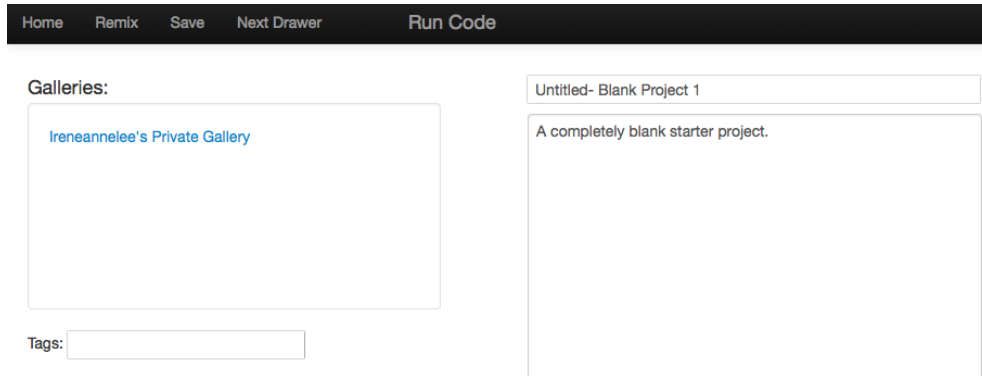 Home Remix Save Next Drawer Run Code
Galleries:
Ireneannelee's Private Gallery
Tags:
Untitled- Blank Project 1
A completely blank starter project.